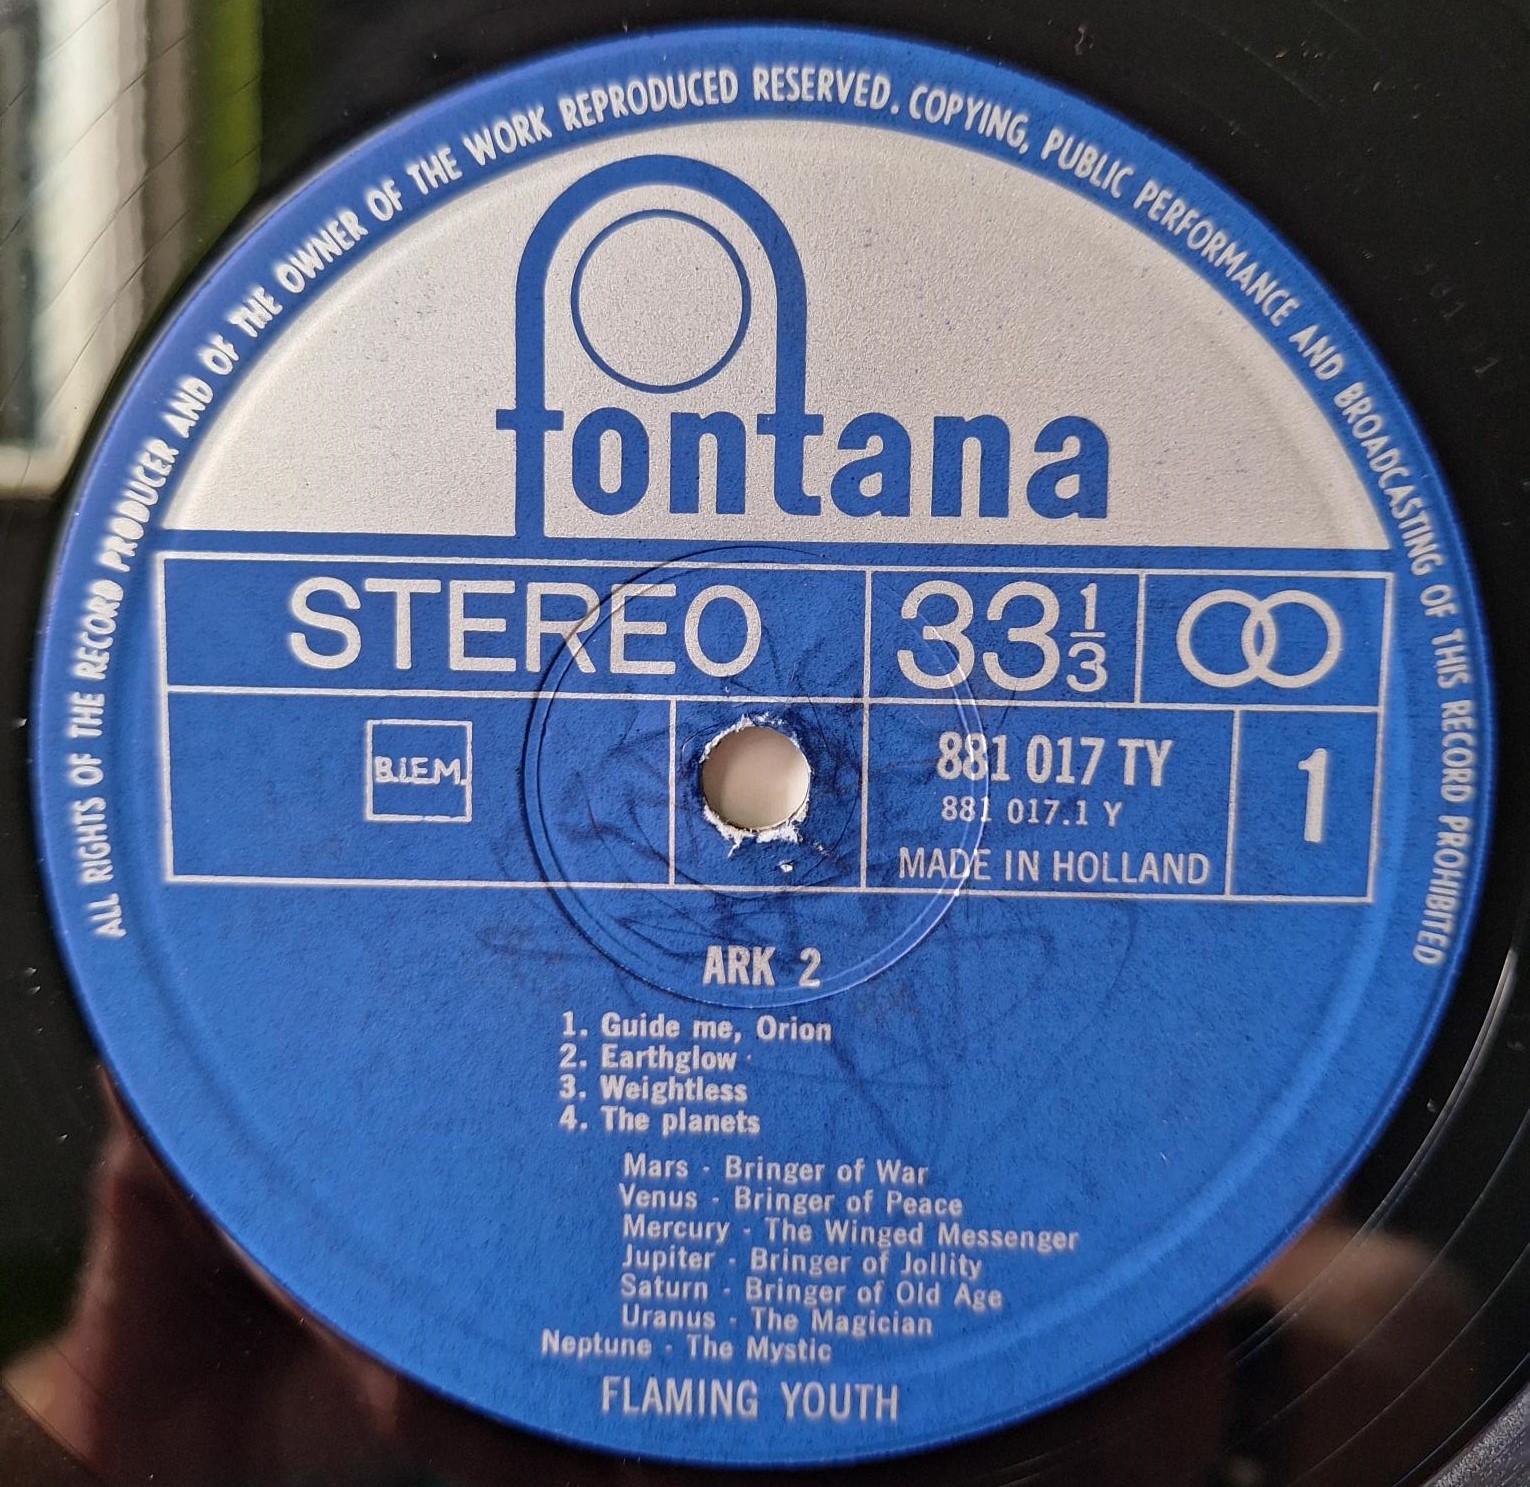 ALL RIGHTS OF THE RECORD PRODUCER AND OF THE OWNER OF THE WORK REPRODUCED RESERVED. COPYING, PUBLIC PERFORMANCE AND BROADCASTING OF THIS RECORD PROHIBITED
fontana
STEREO 33 1/3
B.I.E.M.
881 017 TY
881 017.1 Y
MADE IN HOLLAND
1
ARK 2
1. Guide me, Orion
2. Earthglow
3. Weightless
4. The planets
Mars - Bringer of War
Venus - Bringer of Peace
Mercury - The Winged Messenger
Jupiter - Bringer of Jollity
Saturn - Bringer of Old Age
Uranus - The Magician
Neptune - The Mystic
FLAMING YOUTH